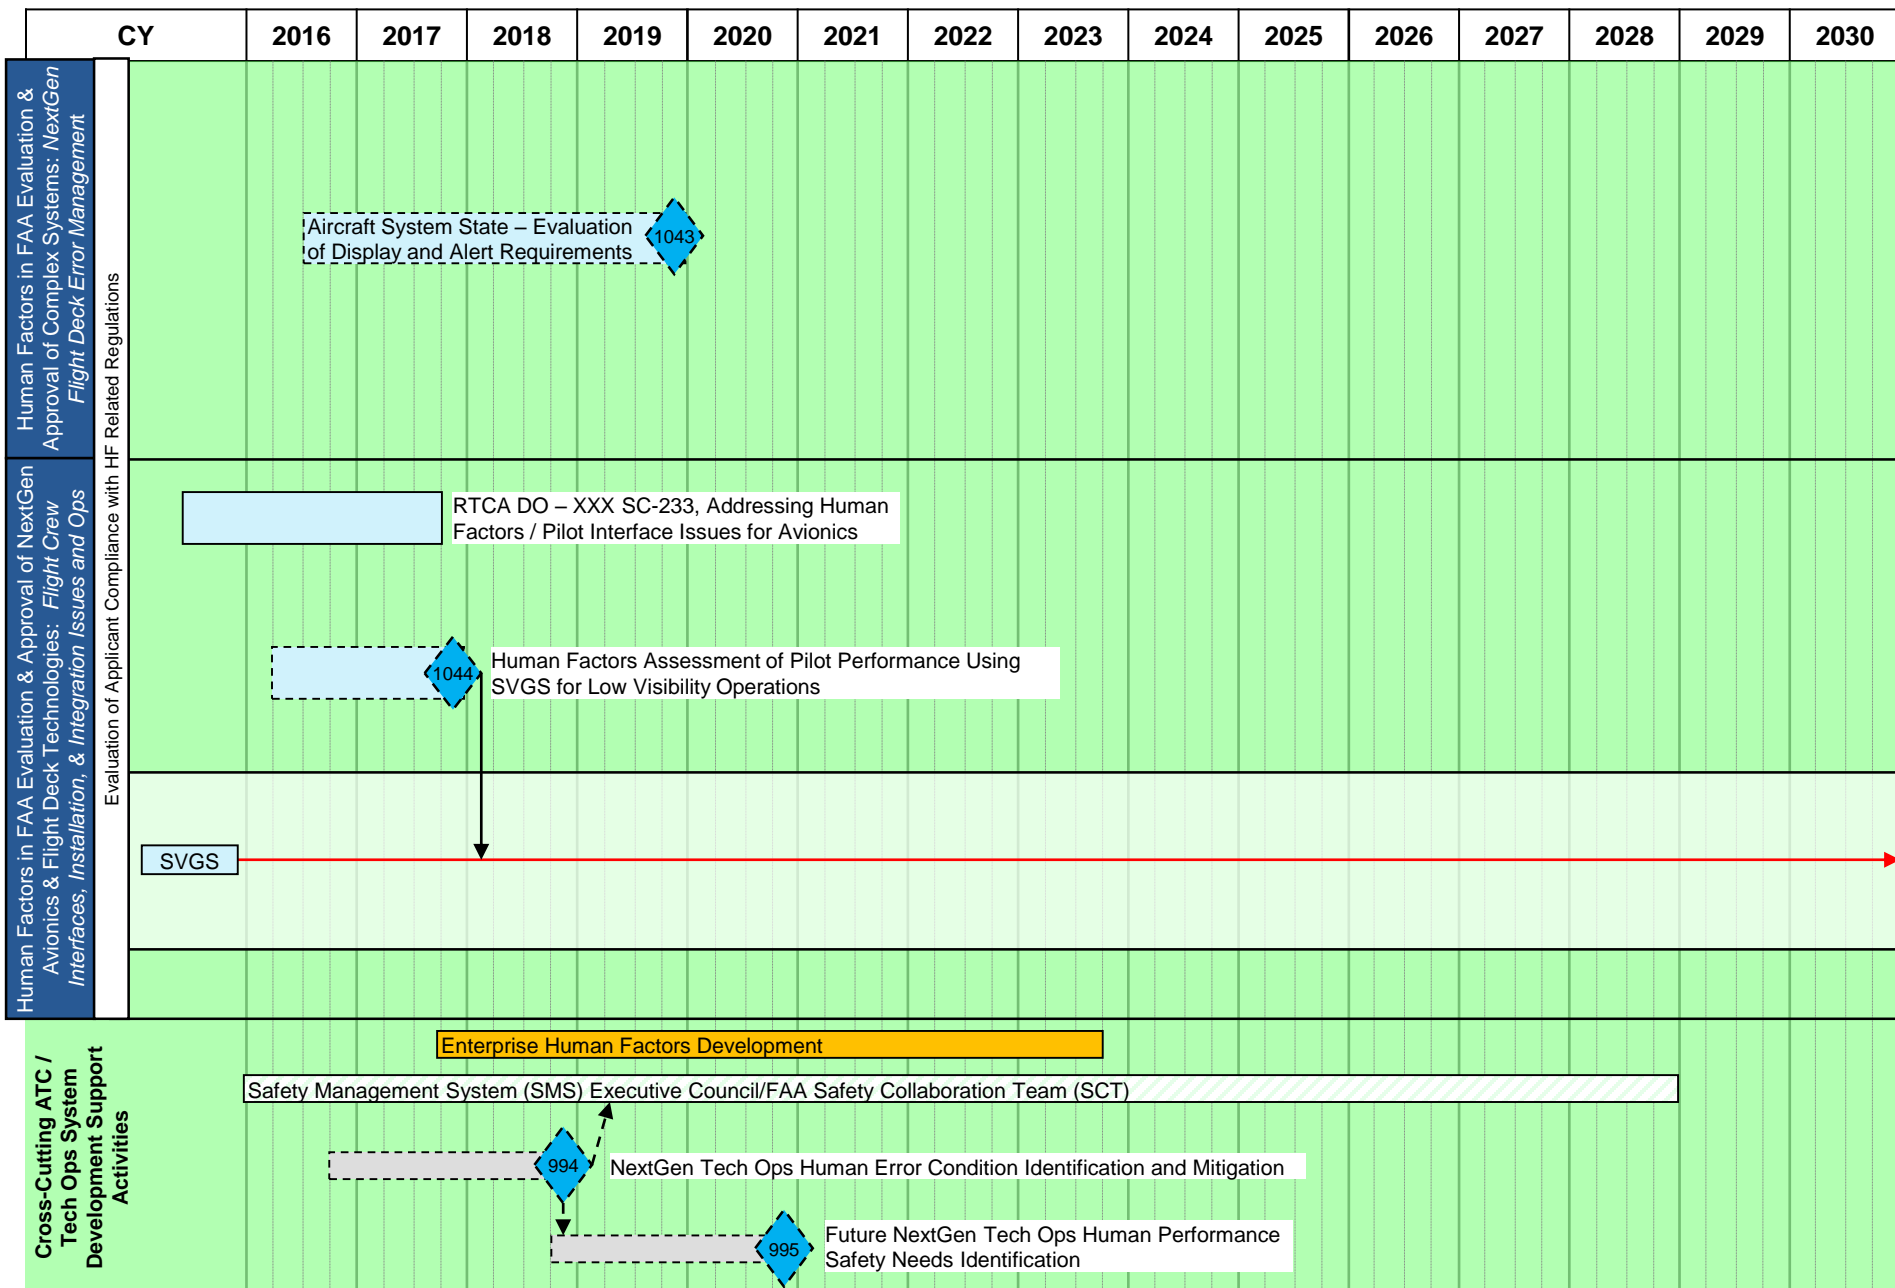 CY 2016 2017 2018 2019 2020 2021 2022 2023 2024 2025 2026 2027 2028 2029 2030
Human Factors in FAA Evaluation &
Approval of Complex Systems: NextGen
Flight Deck Error Management
Evaluation of Applicant Compliance with HF Related Regulations
Aircraft System State – Evaluation
of Display and Alert Requirements
1043
Human Factors in FAA Evaluation & Approval of NextGen
Avionics & Flight Deck Technologies: Flight Crew
Interfaces, Installation, & Integration Issues and Ops
RTCA DO – XXX SC-233, Addressing Human
Factors / Pilot Interface Issues for Avionics
1044
Human Factors Assessment of Pilot Performance Using
SVGS for Low Visibility Operations
SVGS
Cross-Cutting ATC /
Tech Ops System
Development Support
Activities
Enterprise Human Factors Development
Safety Management System (SMS) Executive Council/FAA Safety Collaboration Team (SCT)
994
NextGen Tech Ops Human Error Condition Identification and Mitigation
995
Future NextGen Tech Ops Human Performance
Safety Needs Identification